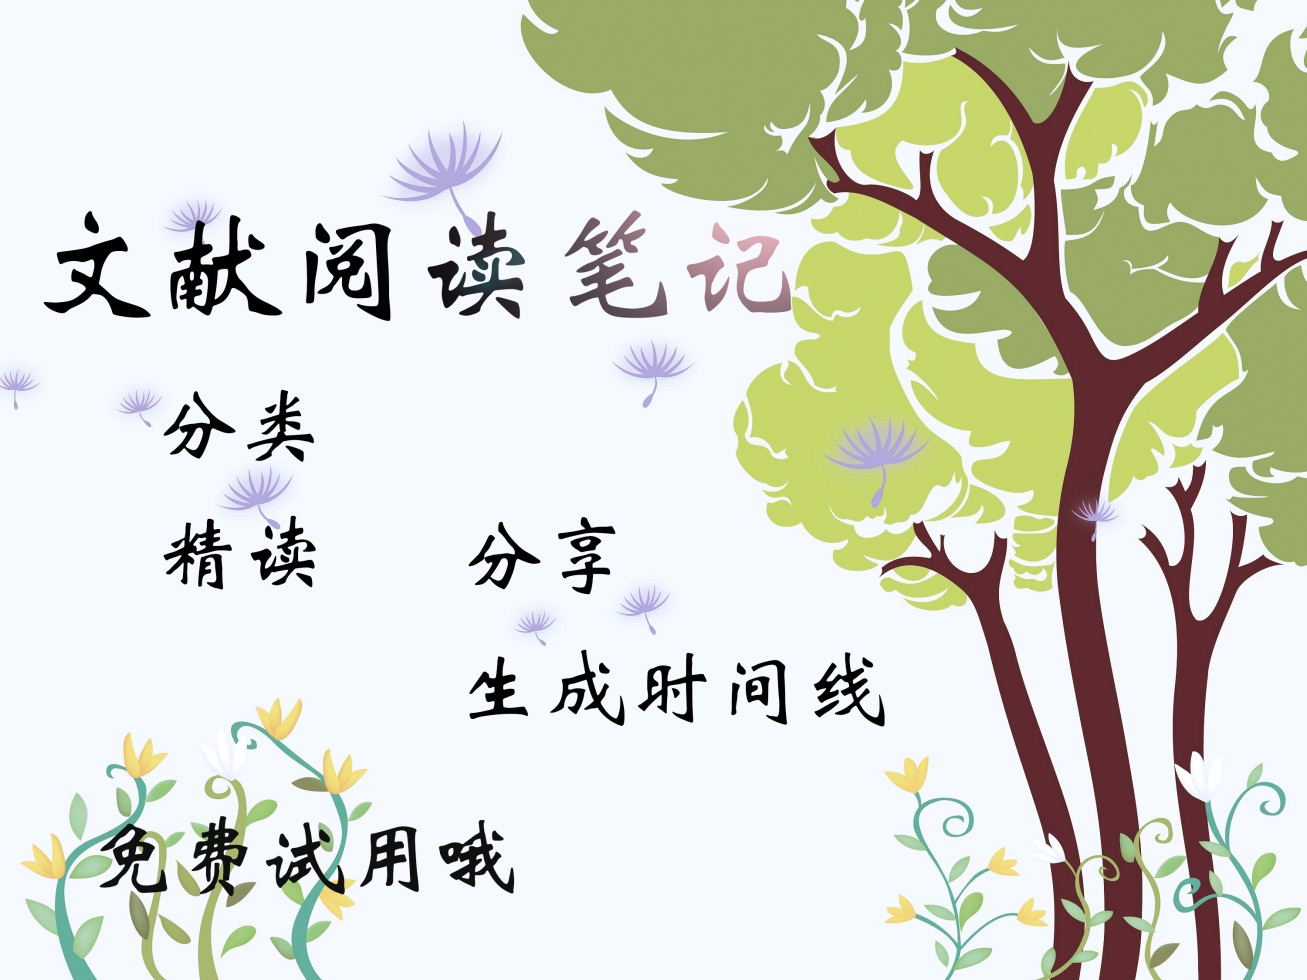 文献阅读笔记
分类
精读 分享
生成时间线
免费试用哦